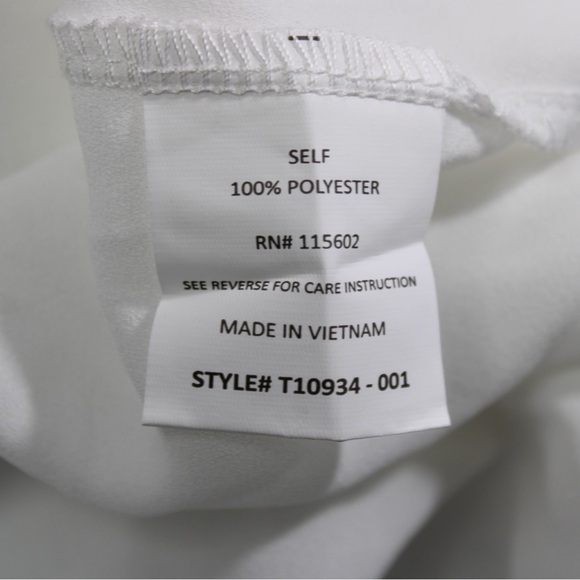 SELF
100% POLYESTER
RN# 115602
SEE REVERSE FOR CARE INSTRUCTION
MADE IN VIETNAM
STYLE# T10934 - 001